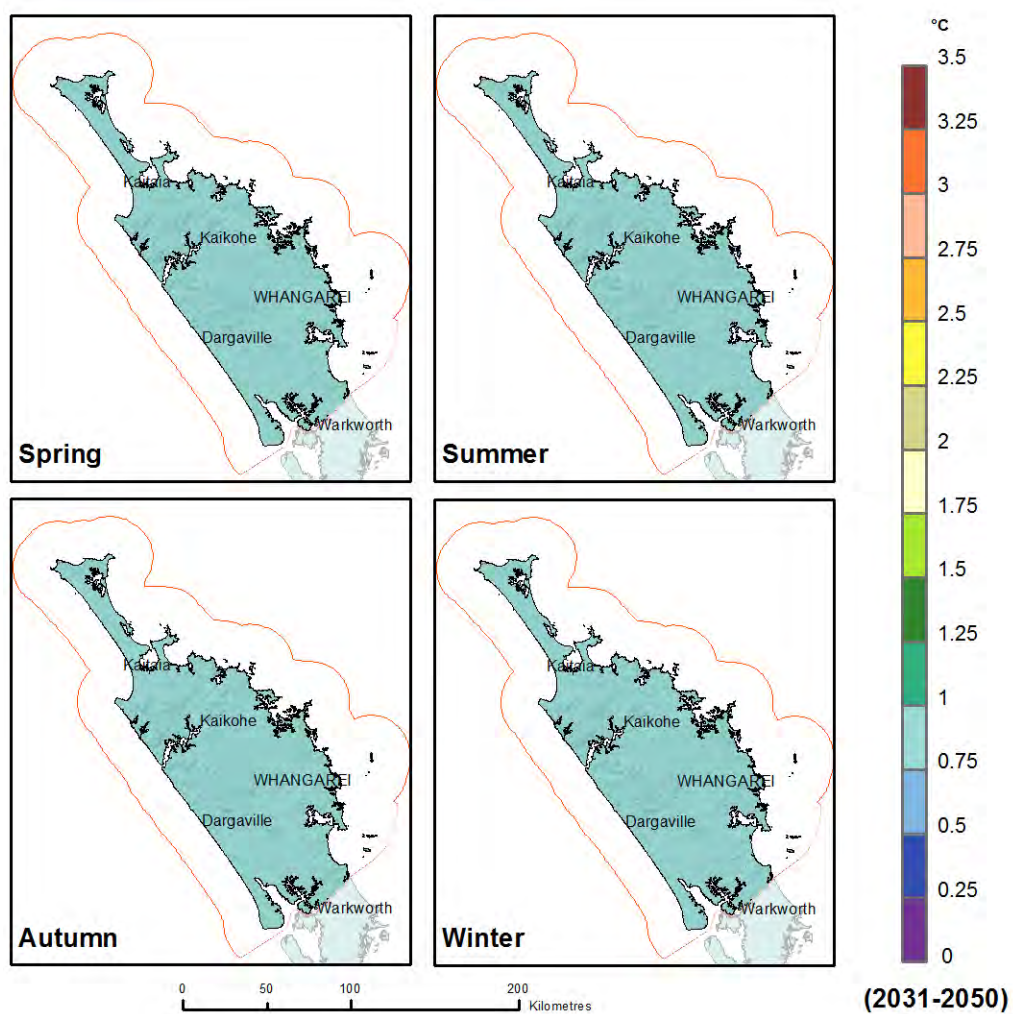 Kaitaia
Kaikohe
WHANGAREI
Dargaville
Warkworth
Spring
Kaitaia
Kaikohe
WHANGAREI
Dargaville
Warkworth
Summer
Kaitaia
Kaikohe
WHANGAREI
Dargaville
Warkworth
Autumn
Kaitaia
Kaikohe
WHANGAREI
Dargaville
Warkworth
Winter
0 50 100 200
Kilometres
°C
3.5
3.25
3
2.75
2.5
2.25
2
1.75
1.5
1.25
1
0.75
0.5
0.25
0
(2031-2050)